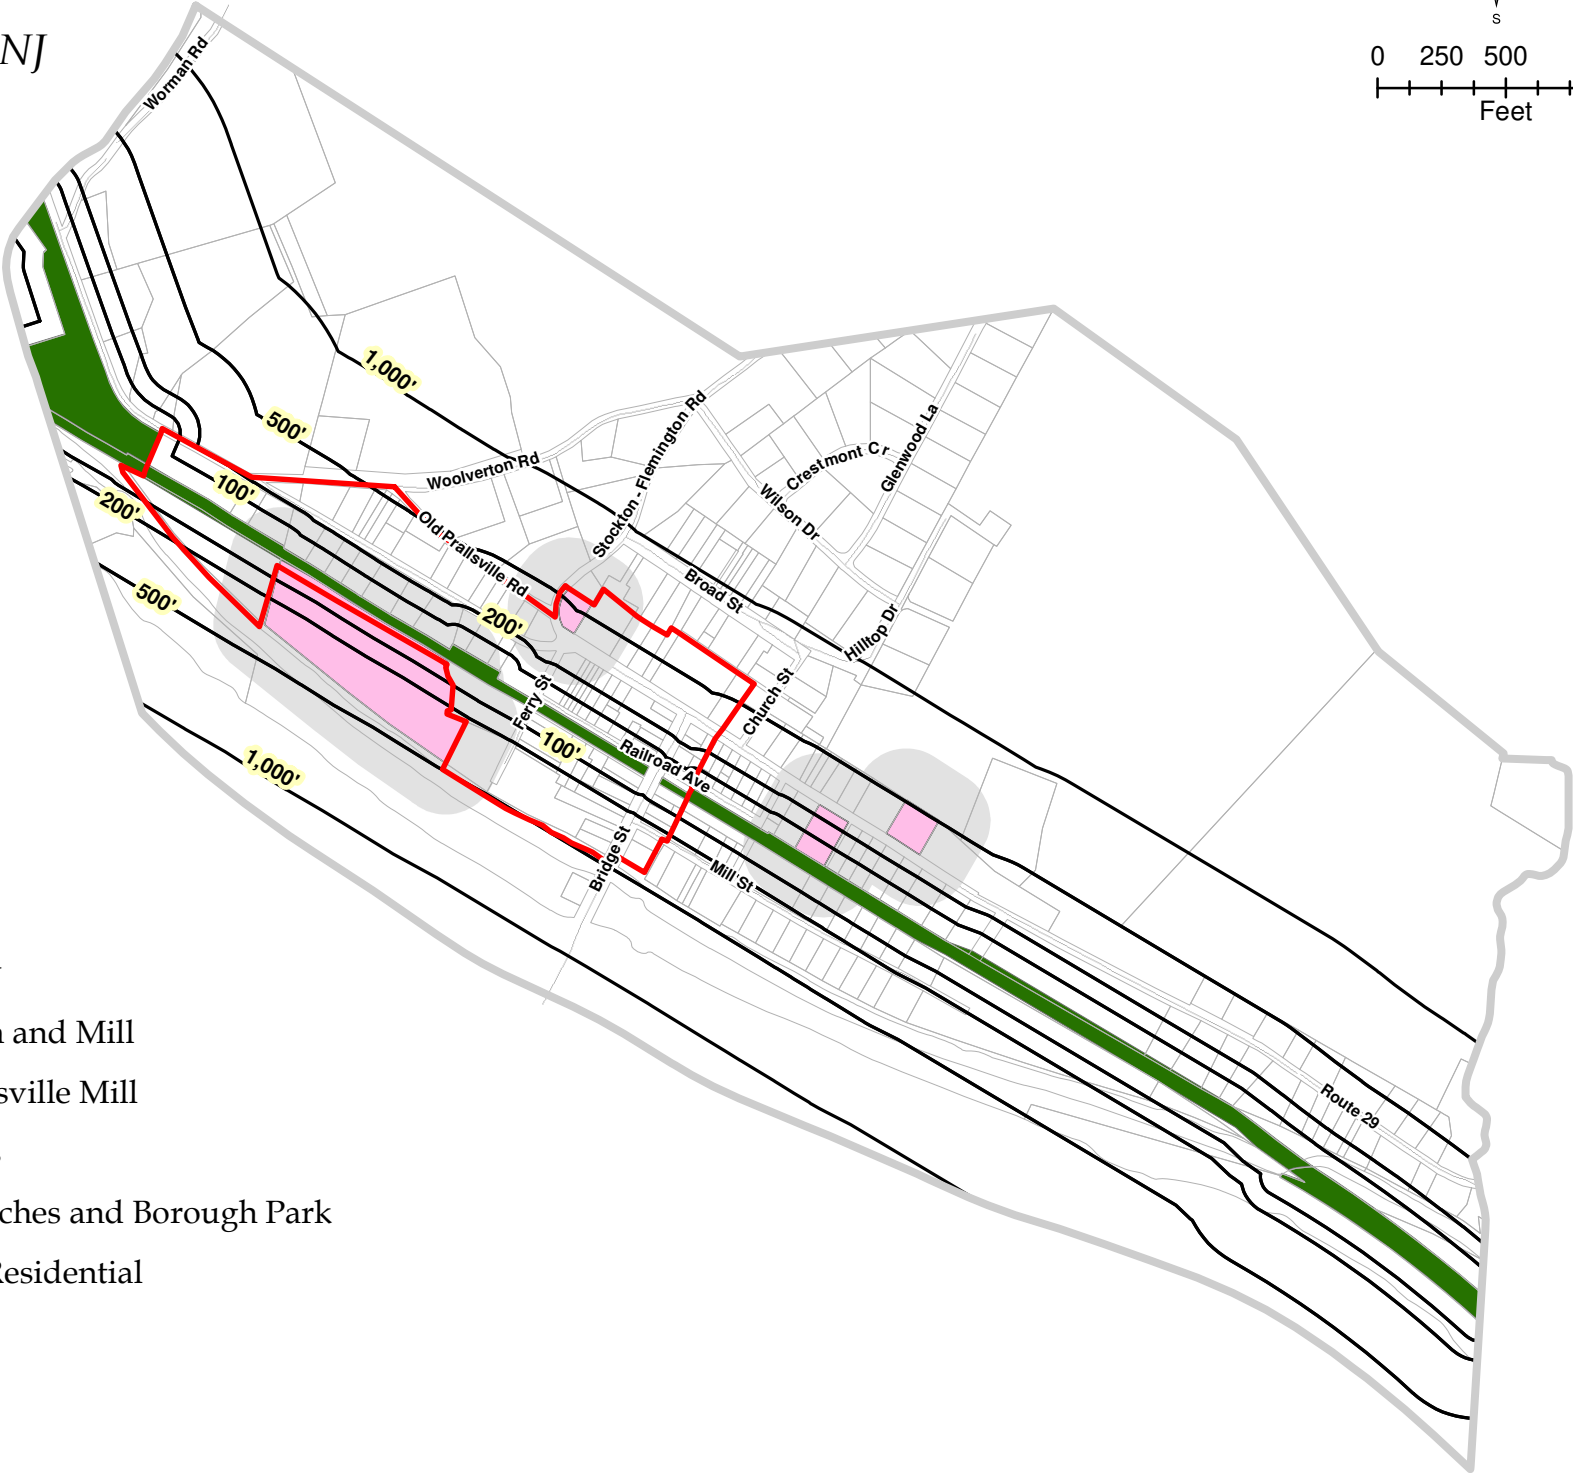 NJ
S
0 250 500
Feet
Worman Rd
1,000'
500'
Woolverton Rd
Stockton - Flemington Rd
Crestmont Cr
Glenwood La
Wilson Dr
100'
200'
Old Prallsville Rd
Broad St
Hilltop Dr
500'
200'
Church St
Ferry St
100'
Railroad Ave
1,000'
Bridge St
Mill St
Route 29
and Mill
sville Mill
ches and Borough Park
Residential